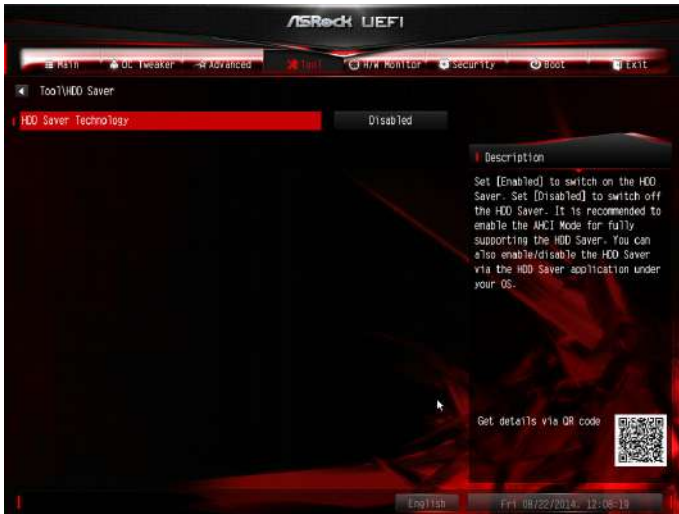 ASRock UEFI
Main
OC Tweaker
Advanced
Tool
H/W Monitor
Security
Boot
Exit
Tool\HDD Saver
HDD Saver Technology
Disabled
Description
Set [Enabled] to switch on the HDD
Saver. Set [Disabled] to switch off
the HDD Saver. It is recommended to
enable the AHCI Mode for fully
supporting the HDD Saver. You can
also enable/disable the HDD Saver
via the HDD Saver application under
your OS.
Get details via QR code
English
Fri 08/22/2014, 12:08:19